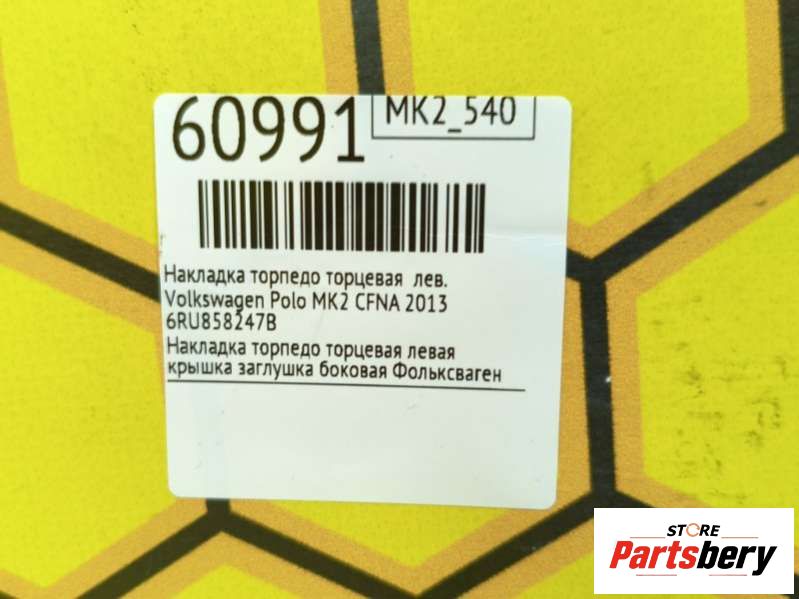 60991
MK2_540
Накладка торпедо торцевая лев.
Volkswagen Polo MK2 CFNA 2013
6RU858247B
Накладка торпедо торцевая левая
крышка заглушка боковая Фольксваген
STORE
Partsbery